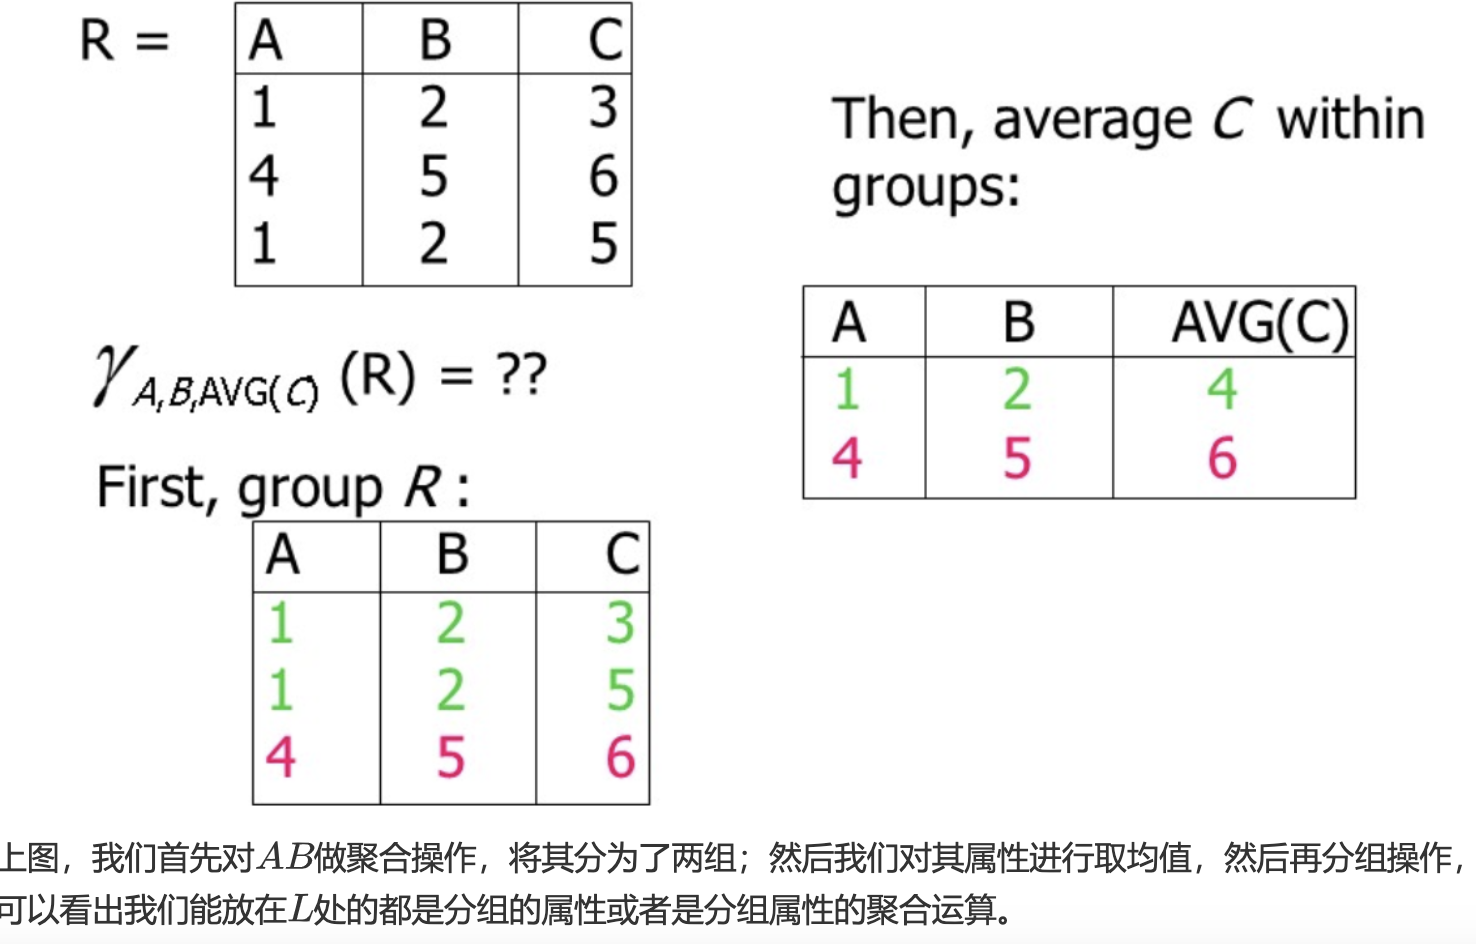 R =
A B C
1 2 3
4 5 6
1 2 5
γ A,B,AVG(C) (R) = ??
First, group R :
A B C
1 2 3
1 2 5
4 5 6
Then, average C within
groups:
A B AVG(C)
1 2 4
4 5 6
上图，我们首先对AB做聚合操作，将其分为了两组；然后我们对其属性进行取均值，然后再分组操作，
可以看出我们能放在L处的都是分组的属性或者是分组属性的聚合运算。